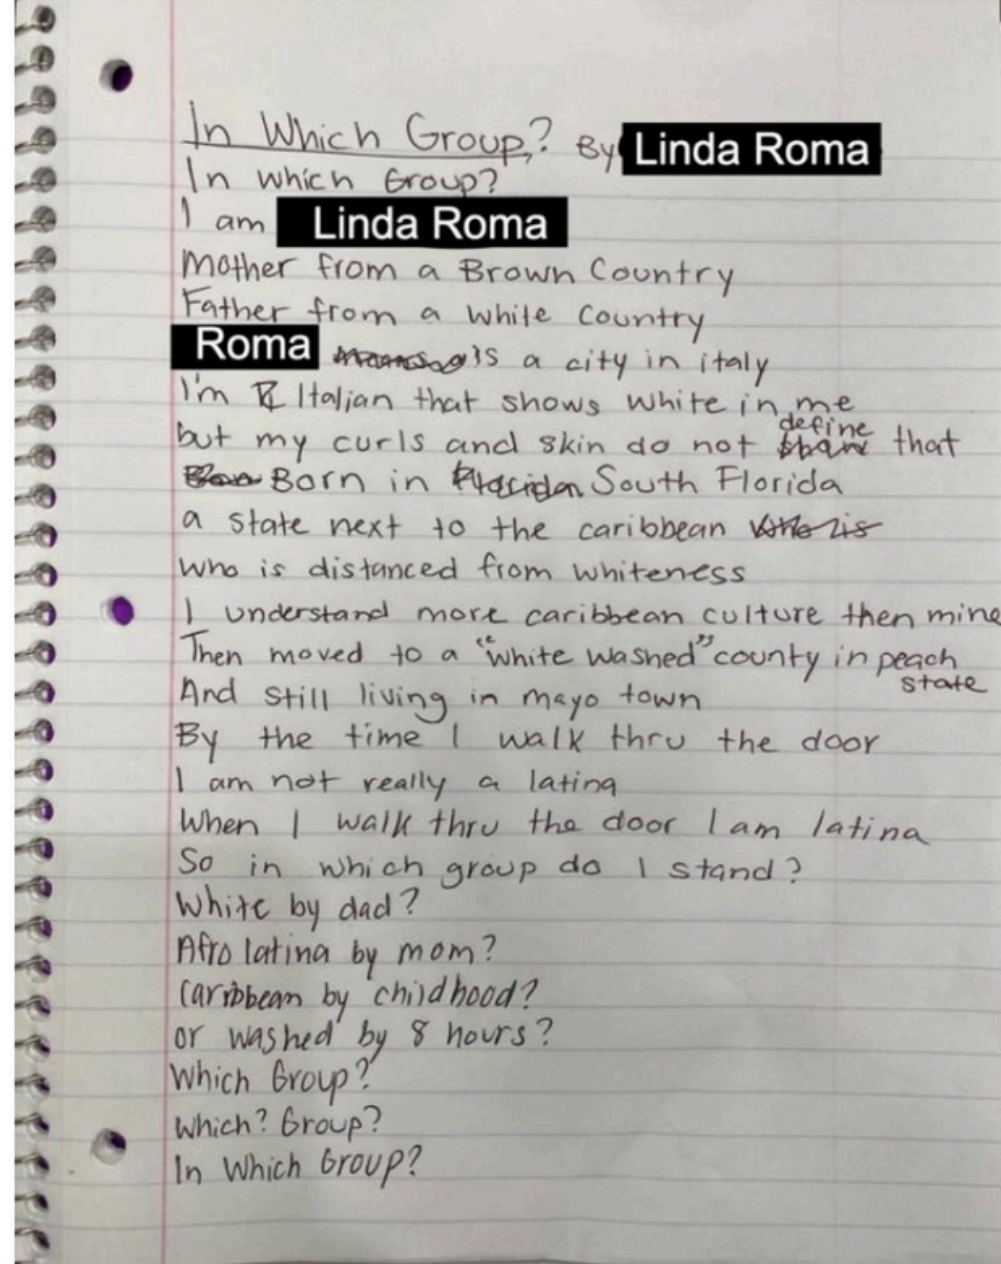 In Which Group? By Linda Roma
In which Group?
I am Linda Roma
Mother from a Brown Country
Father from a White Country
Roma is a city in italy
I'm Italian that shows white in me
but my curls and skin do not define that
Born in South Florida
a state next to the caribbean
who is distanced from whiteness
I understand more caribbean culture then mine
Then moved to a "white washed" county in peach state
And still living in mayo town
By the time I walk thru the door
I am not really a latina
When I walk thru the door I am latina
So in which group do I stand?
White by dad?
Afro latina by mom?
Caribbean by childhood?
or washed by 8 hours?
Which Group?
Which? Group?
In Which Group?